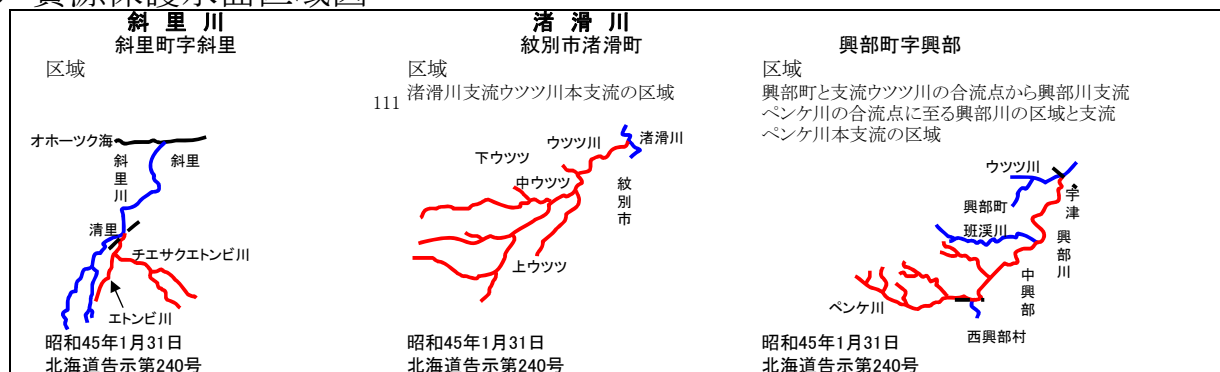 資源保護水面区域図
斜里川
斜里町字斜里
区域
オホーツク海
斜里川
斜里
清里
チエサクエトンビ川
エトンビ川
昭和45年1月31日
北海道告示第240号
渚滑川
紋別市渚滑町
区域
渚滑川支流ウツツ川本支流の区域
111
ウツツ川
渚滑川
下ウツツ
中ウツツ
紋別市
上ウツツ
昭和45年1月31日
北海道告示第240号
興部町字興部
区域
興部町と支流ウツツ川の合流点から興部川支流
ペンケ川の合流点に至る興部川の区域と支流
ペンケ川本支流の区域
ウツツ川
宇津
興部町
班渓川
興部川
中興部
ペンケ川
西興部村
昭和45年1月31日
北海道告示第240号